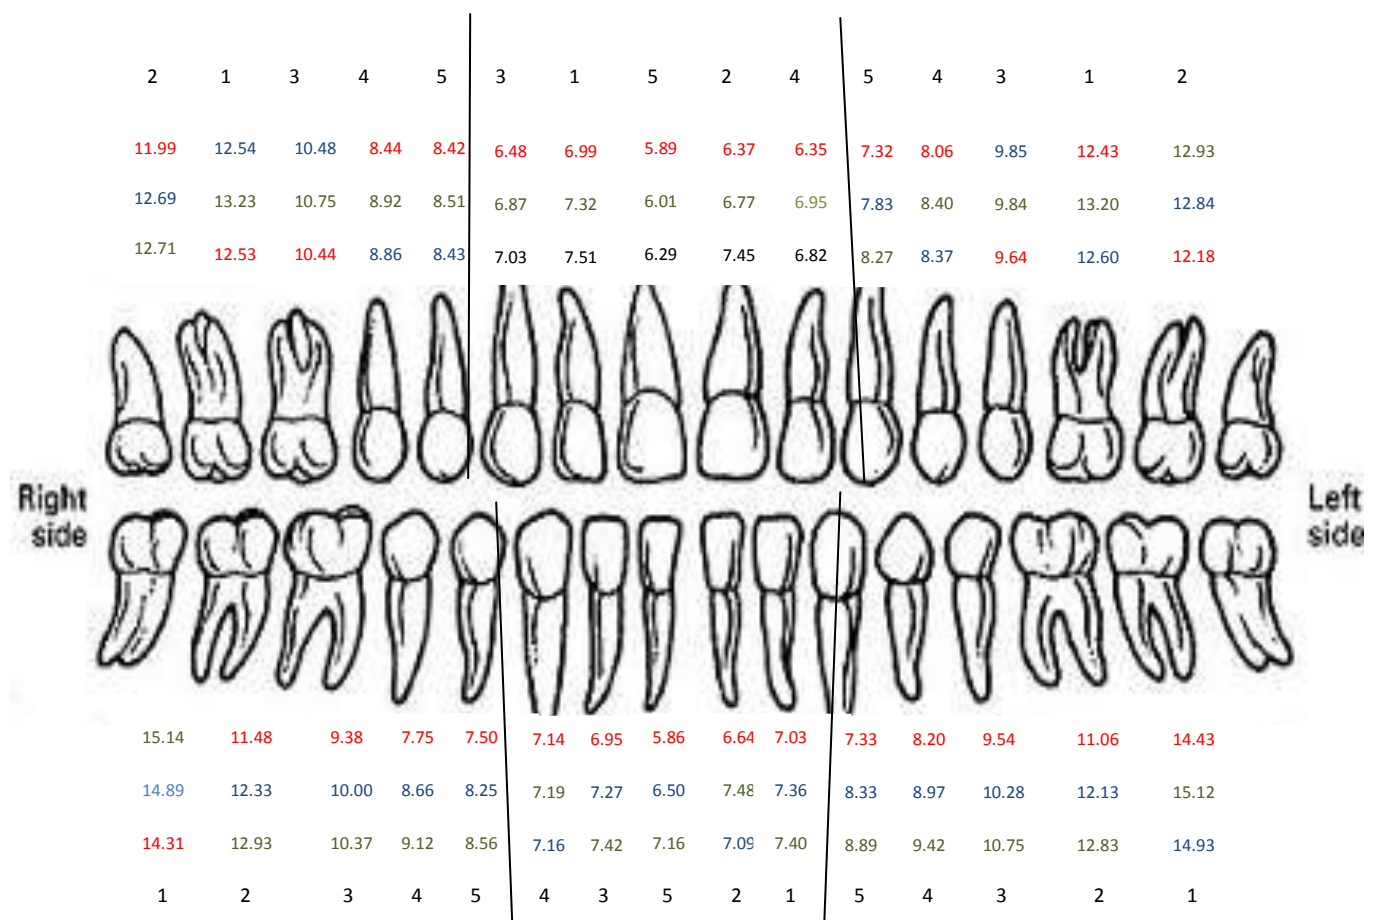 2 1 3 4 5 3 1 5 2 4 5 4 3 1 2
11.99 12.54 10.48 8.44 8.42 6.48 6.99 5.89 6.37 6.35 7.32 8.06 9.85 12.43 12.93
12.69 13.23 10.75 8.92 8.51 6.87 7.32 6.01 6.77 6.95 7.83 8.40 9.84 13.20 12.84
12.71 12.53 10.44 8.86 8.43 7.03 7.51 6.29 7.45 6.82 8.27 8.37 9.64 12.60 12.18
Right
side
Left
side
15.14 11.48 9.38 7.75 7.50 7.14 6.95 5.86 6.64 7.03 7.33 8.20 9.54 11.06 14.43
14.89 12.33 10.00 8.66 8.25 7.19 7.27 6.50 7.48 7.36 8.33 8.97 10.28 12.13 15.12
14.31 12.93 10.37 9.12 8.56 7.16 7.42 7.16 7.09 7.40 8.89 9.42 10.75 12.83 14.93
1 2 3 4 5 4 3 5 2 1 5 4 3 2 1